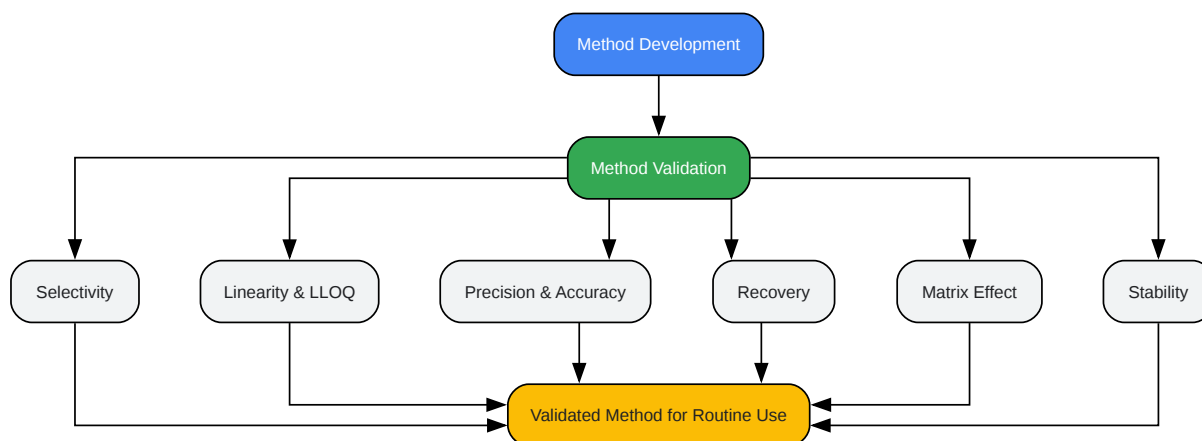 Method Development
Method Validation
Selectivity
Linearity & LLOQ
Precision & Accuracy
Recovery
Matrix Effect
Stability
Validated Method for Routine Use